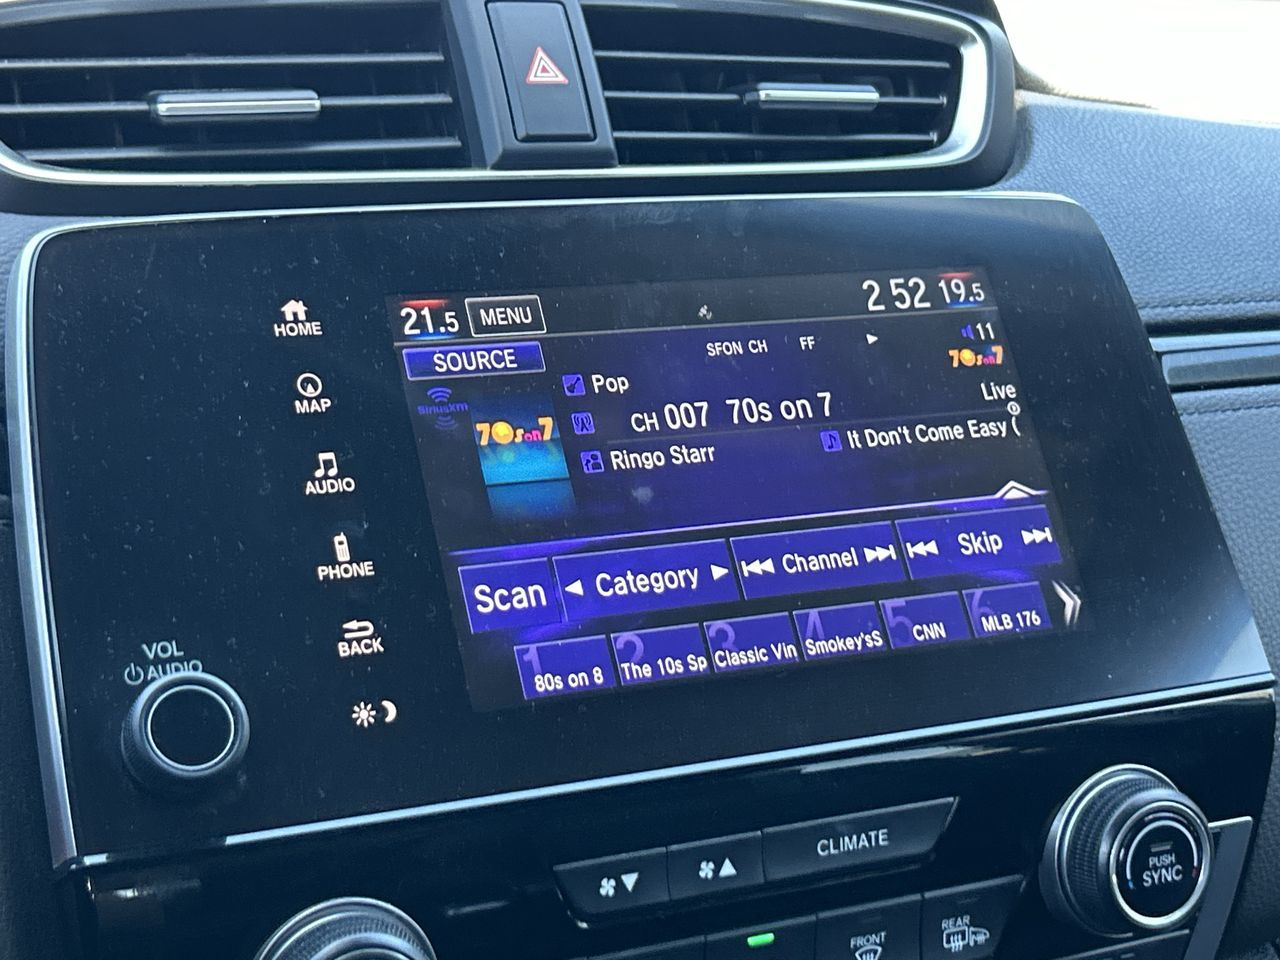 21.5 MENU 2 52 19.5
SOURCE SFON CH FF 11
HOME
siriusxm 70s on 7 Pop 70s on 7
Live
MAP
CH 007 70s on 7
Ringo Starr It Don't Come Easy (
AUDIO
Scan Category Channel Skip
PHONE
1 80s on 8 2 The 10s Sp 3 Classic Vin 4 Smokey'sS 5 CNN 6 MLB 176
BACK
VOL
AUDIO
CLIMATE
PUSH
SYNC
FRONT
REAR